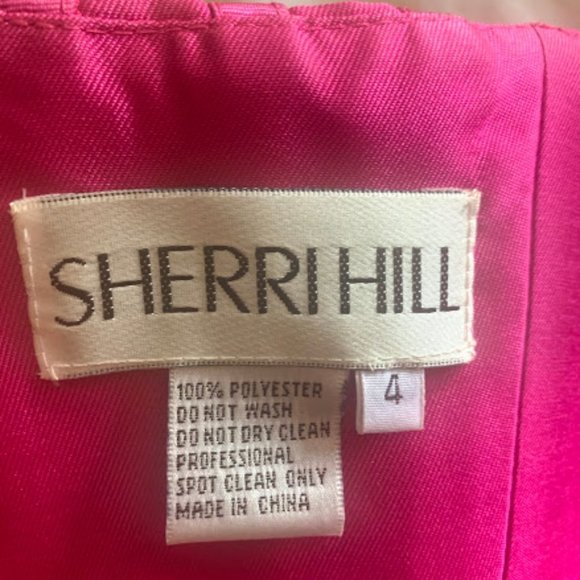 SHERRI HILL
4
100% POLYESTER
DO NOT WASH
DO NOT DRY CLEAN
PROFESSIONAL
SPOT CLEAN ONLY
MADE IN CHINA